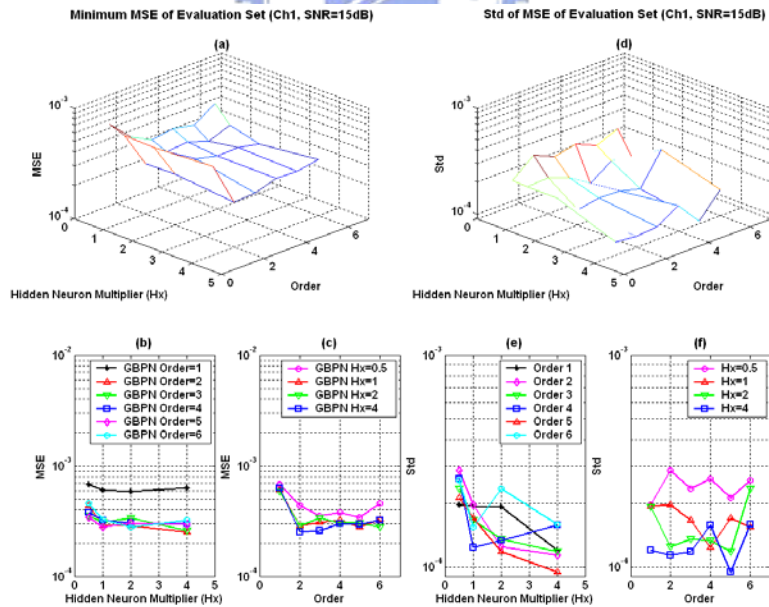 Minimum MSE of Evaluation Set (Ch1, SNR=15dB)
Std of MSE of Evaluation Set (Ch1, SNR=15dB)
(a)
10-3
10-4
MSE
0
1
2
3
4
5
0
2
4
6
Hidden Neuron Multiplier (Hx)
Order
(d)
10-3
10-4
Std
0
1
2
3
4
5
0
2
4
6
Hidden Neuron Multiplier (Hx)
Order
(b)
10-2
10-3
10-4
MSE
GBPN Order=1
GBPN Order=2
GBPN Order=3
GBPN Order=4
GBPN Order=5
GBPN Order=6
0
1
2
3
4
5
Hidden Neuron Multiplier (Hx)
(c)
10-2
10-3
10-4
MSE
GBPN Hx=0.5
GBPN Hx=1
GBPN Hx=2
GBPN Hx=4
0
2
4
6
Order
(e)
10-3
10-4
Std
Order 1
Order 2
Order 3
Order 4
Order 5
Order 6
0
1
2
3
4
5
Hidden Neuron Multiplier (Hx)
(f)
10-3
10-4
Std
Hx=0.5
Hx=1
Hx=2
Hx=4
0
2
4
6
Order